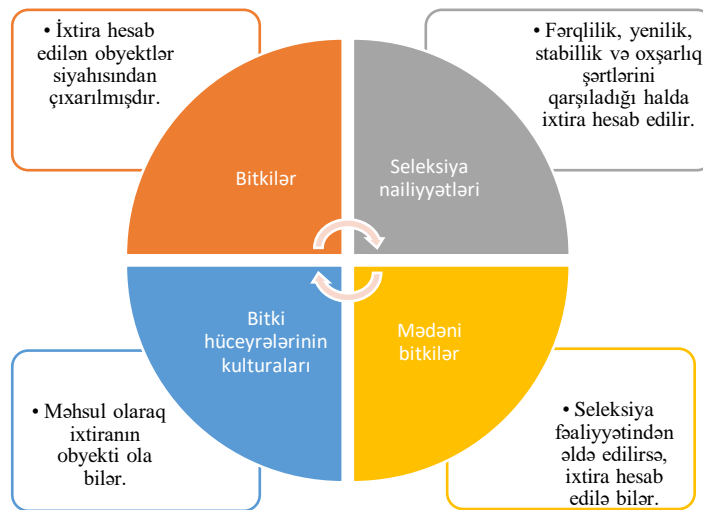 • İxtira hesab
edilən obyektlər
siyahısından
çıxarılmışdır.
• Fərqlilik, yenilik,
stabillik və oxşarlıq
şərtlərini
qarşıladığı halda
ixtira hesab edilir.
Bitkilər
Seleksiya
nailiyyətləri
Bitki
hüceyrələrinin
kulturaları
Mədəni
bitkilər
• Məhsul olaraq
ixtiranın
obyekti ola
bilər.
• Seleksiya
fəaliyyətindən
əldə edilirsə,
ixtira hesab
edilə bilər.